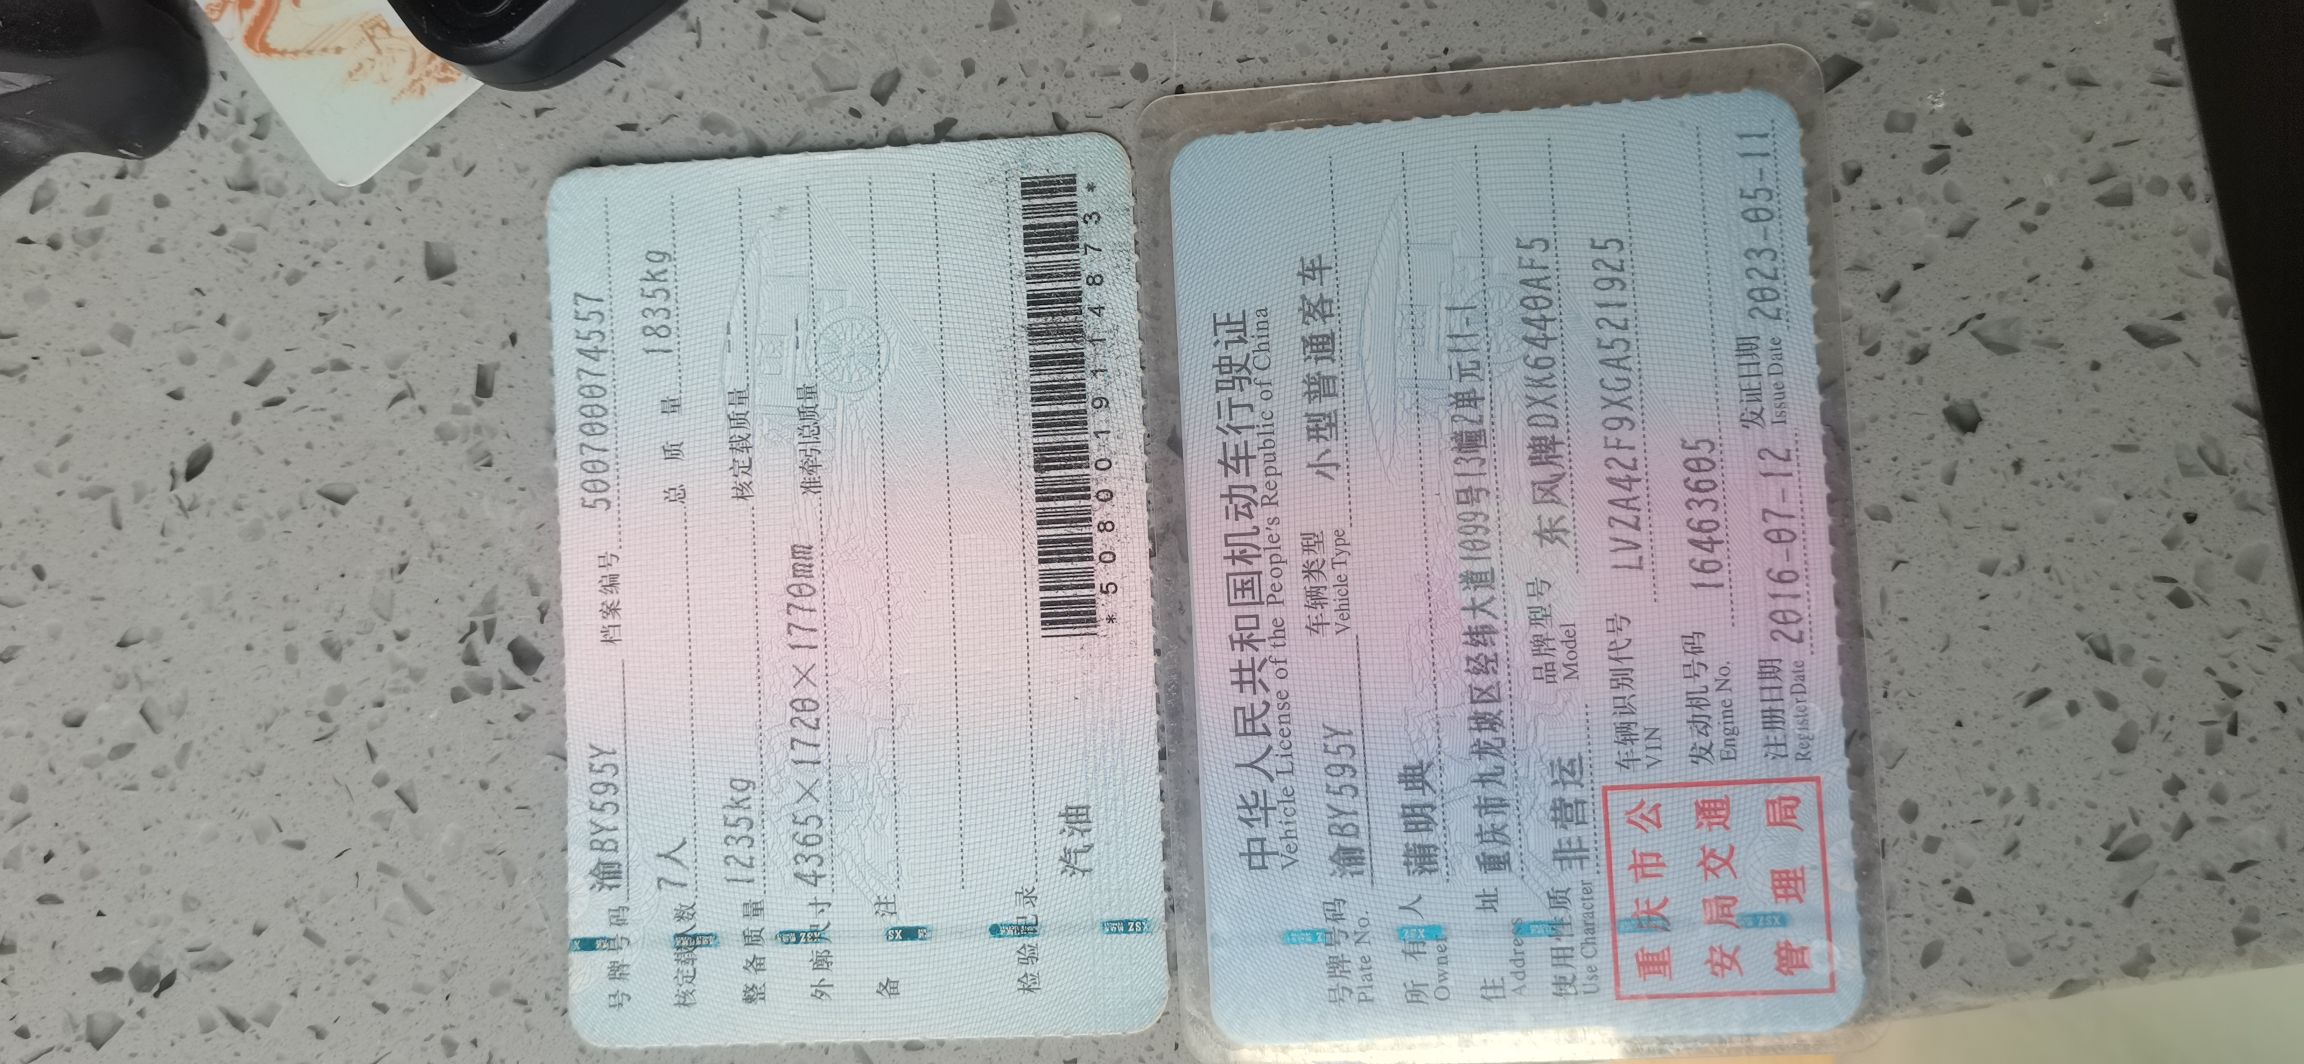 中华人民共和国机动车行驶证
Vehicle License of the People's Republic of China
号牌号码 渝BY595Y 车辆类型 小型普通客车
Plate No. Vehicle Type
所有人 蒲明典
Owner
住址 重庆市九龙坡区经纬大道1099号13幢2单元11-1
Address
使用性质 非营运 品牌型号 东风牌DXK6440AF5
Use Character Model
重庆市公安局交通管理局
车辆识别代号 LVZA42F9XGA521925
VIN
发动机号码 16463605
Engine No.
注册日期 2016-07-12 发证日期 2023-05-11
Register Date Issue Date
号牌号码 渝BY595Y 档案编号 500700074557
核定载人数 7人 总质量 1835kg
整备质量 1235kg 核定载质量 --
外廓尺寸 4365×1720×1770mm 准牵引总质量 --
备注
检验记录
汽油
*5080019114873*